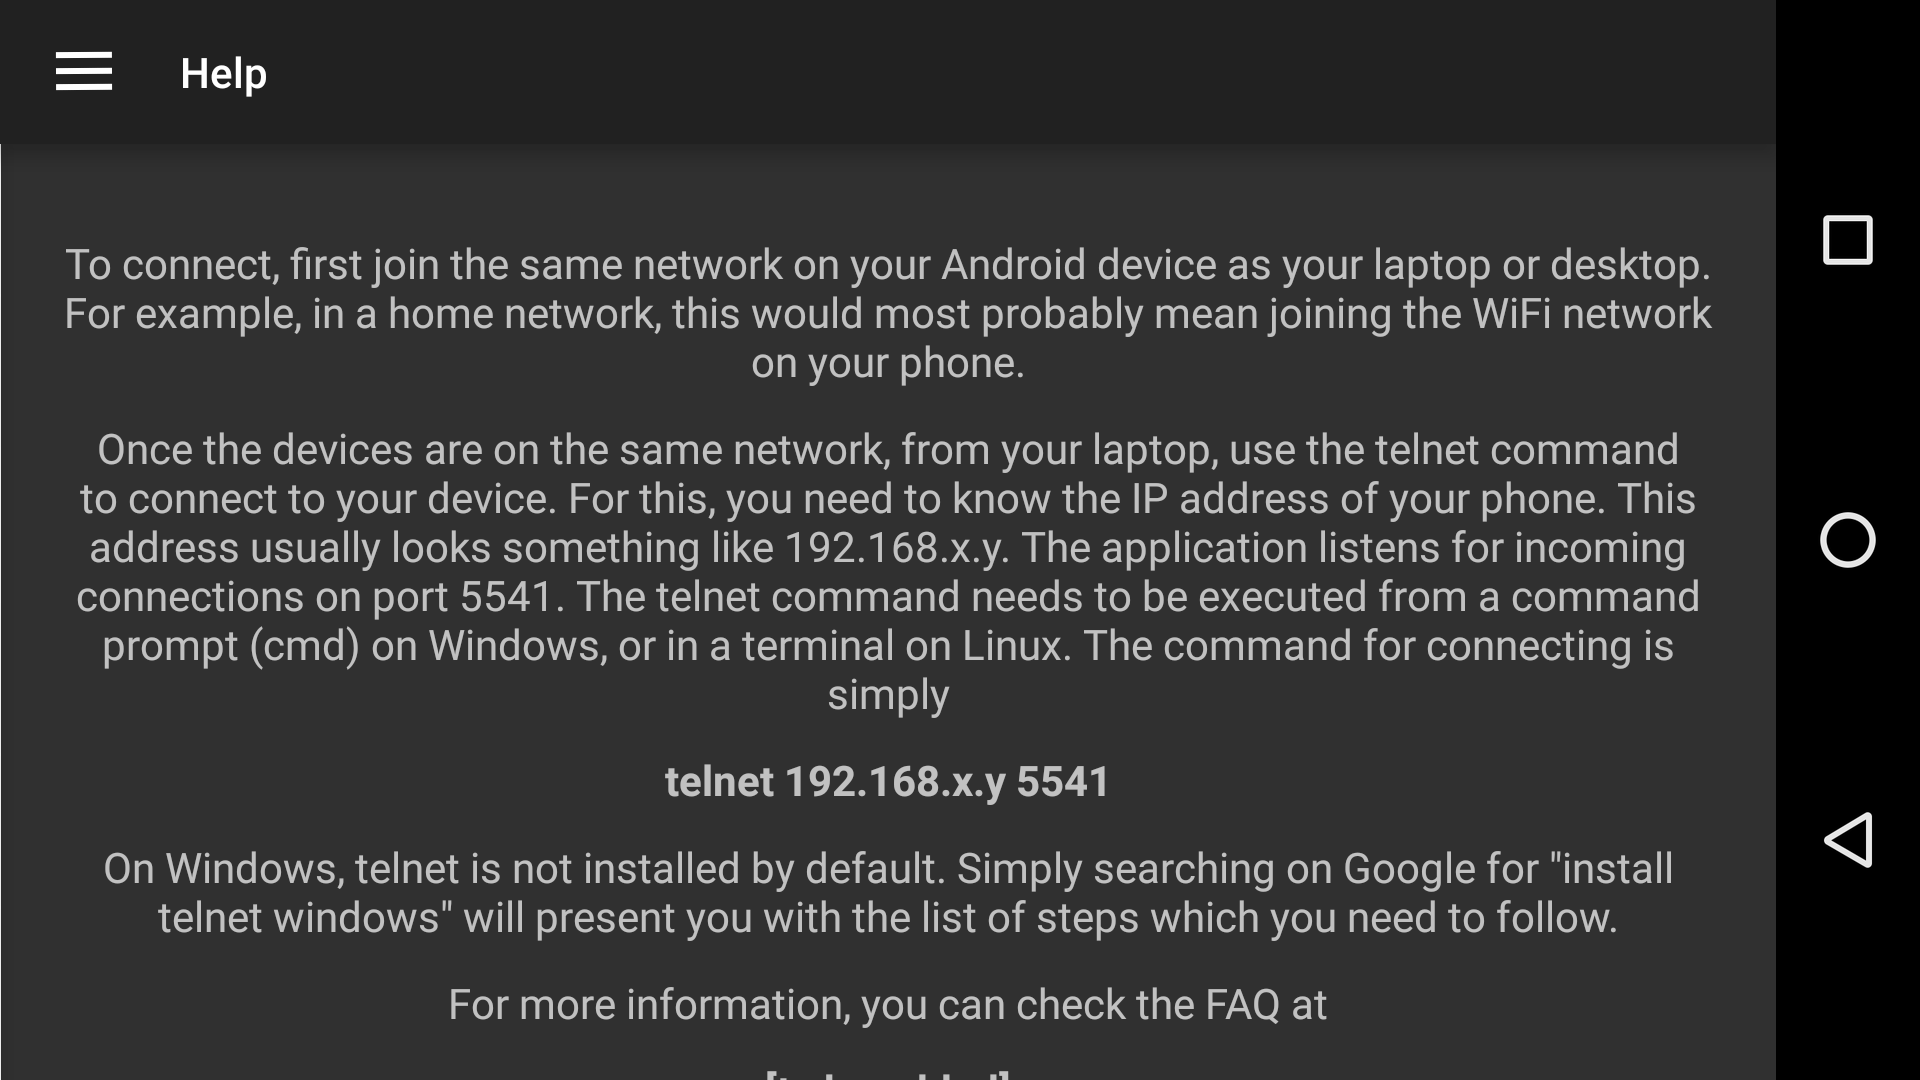 Help
To connect, first join the same network on your Android device as your laptop or desktop.
For example, in a home network, this would most probably mean joining the WiFi network
on your phone.
Once the devices are on the same network, from your laptop, use the telnet command
to connect to your device. For this, you need to know the IP address of your phone. This
address usually looks something like 192.168.x.y. The application listens for incoming
connections on port 5541. The telnet command needs to be executed from a command
prompt (cmd) on Windows, or in a terminal on Linux. The command for connecting is
simply
telnet 192.168.x.y 5541
On Windows, telnet is not installed by default. Simply searching on Google for "install
telnet windows" will present you with the list of steps which you need to follow.
For more information, you can check the FAQ at